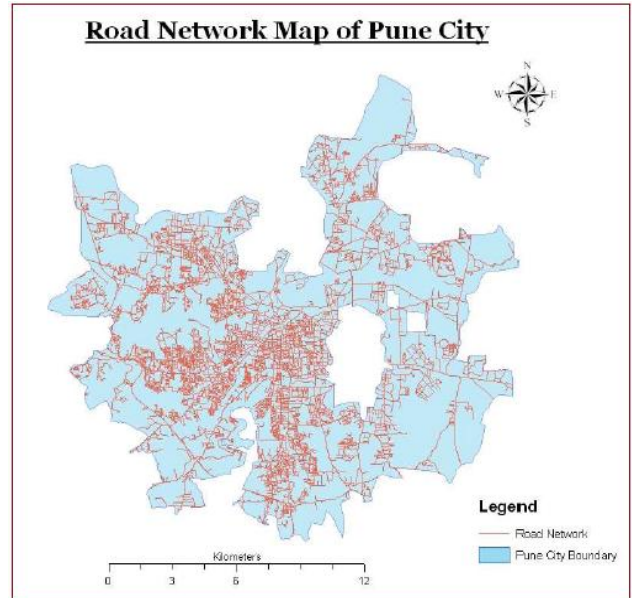 Road Network Map of Pune City
N
W E
S
Legend
Road Network
Pune City Boundary
Kilometers
0 3 6 12